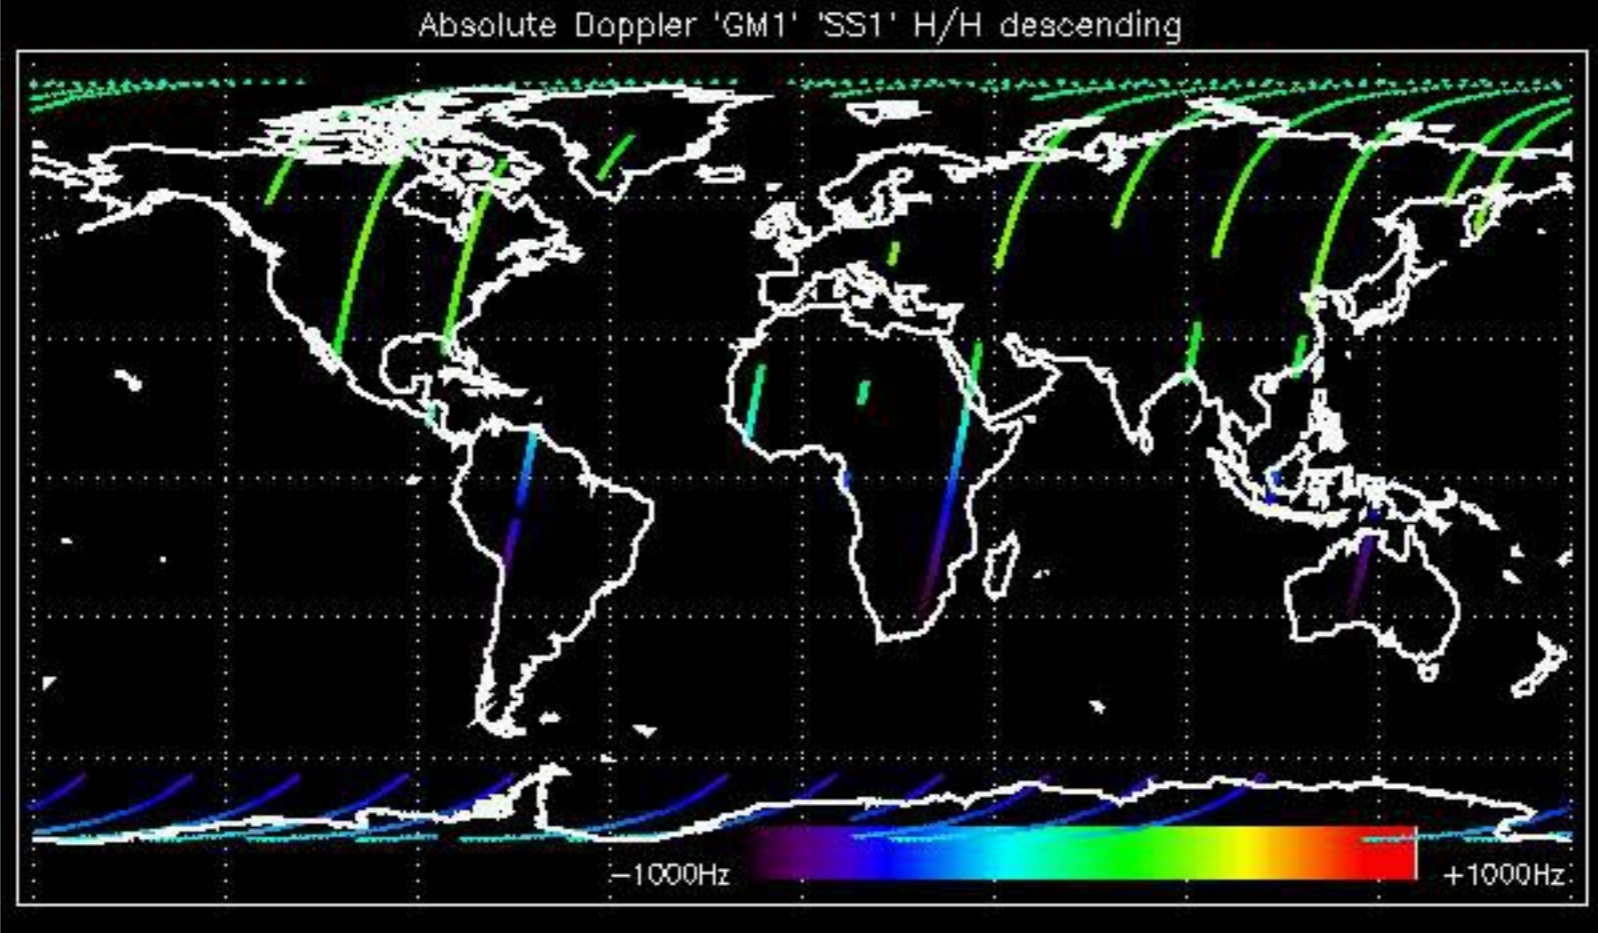 Absolute Doppler 'GM1' 'SS1' H/H descending
−1000Hz
+1000Hz